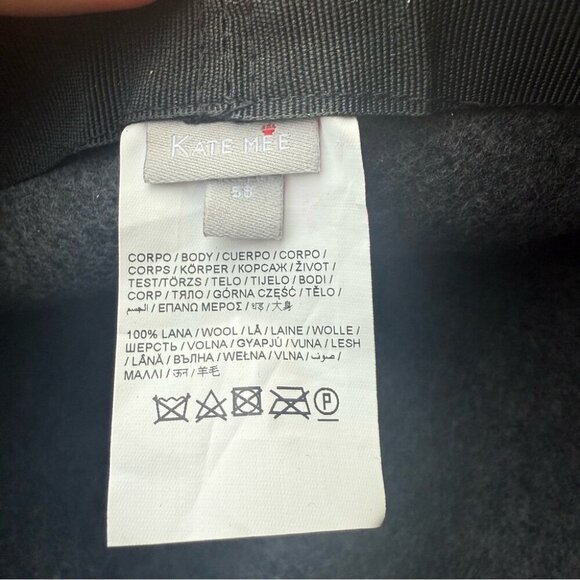 KATE MEE
58
CORPO / BODY / CUERPO / CORPO /
CORPS / KÖRPER / КОРСАЖ / ŽIVOT /
TEST/TÖRZS / TELO / TIJELO / BODI /
CORP / ТЯЛО / GÓRNA CZĘŚĆ / TĚLO /
الجسم / ΕΠΑΝΩ ΜΕΡΟΣ / धड़ / 大身
100% LANA / WOOL / LÃ / LAINE / WOLLE /
ШЕРСТЬ / VOLNA / GYAPJÚ / VUNA / LESH
/ LÂNĂ / ВЪЛНА / WEŁNA / VLNA / صوف /
ΜΑΛΛΙ / ऊन / 羊毛
P